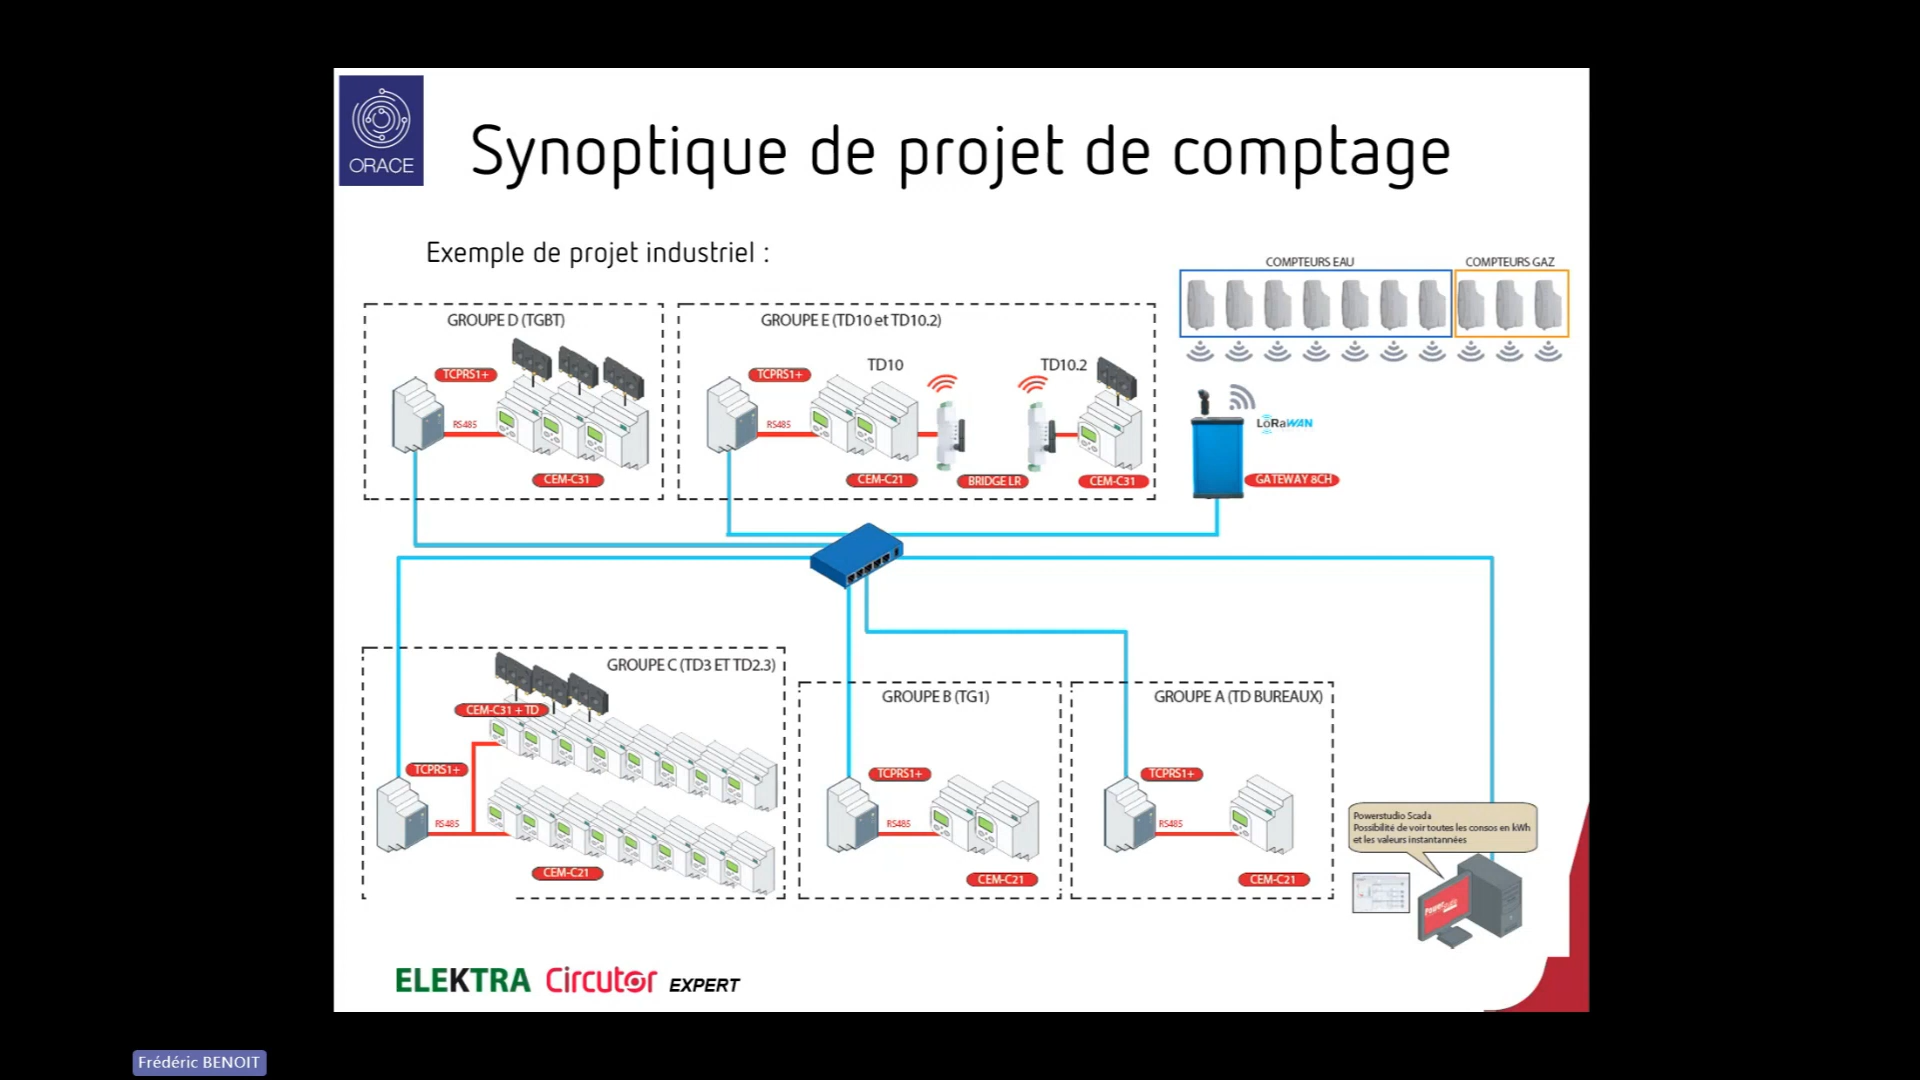 ORACE
Synoptique de projet de comptage
Exemple de projet industriel :
COMPTEURS EAU
COMPTEURS GAZ
GROUPE D (TGBT)
TCPRS1+
RS485
CEM-C31
GROUPE E (TD10 et TD10.2)
TCPRS1+
TD10
TD10.2
RS485
CEM-C21
BRIDGE LR
CEM-C31
LoRaWAN
GATEWAY 8CH
GROUPE C (TD3 ET TD2.3)
CEM-C31 + TD
TCPRS1+
RS485
CEM-C21
GROUPE B (TG1)
TCPRS1+
RS485
CEM-C21
GROUPE A (TD BUREAUX)
TCPRS1+
RS485
CEM-C21
Powerstudio Scada
Possibilité de voir toutes les consos en kWh
et les valeurs instantannées
ELEKTRA Circutor EXPERT
Frédéric BENOIT